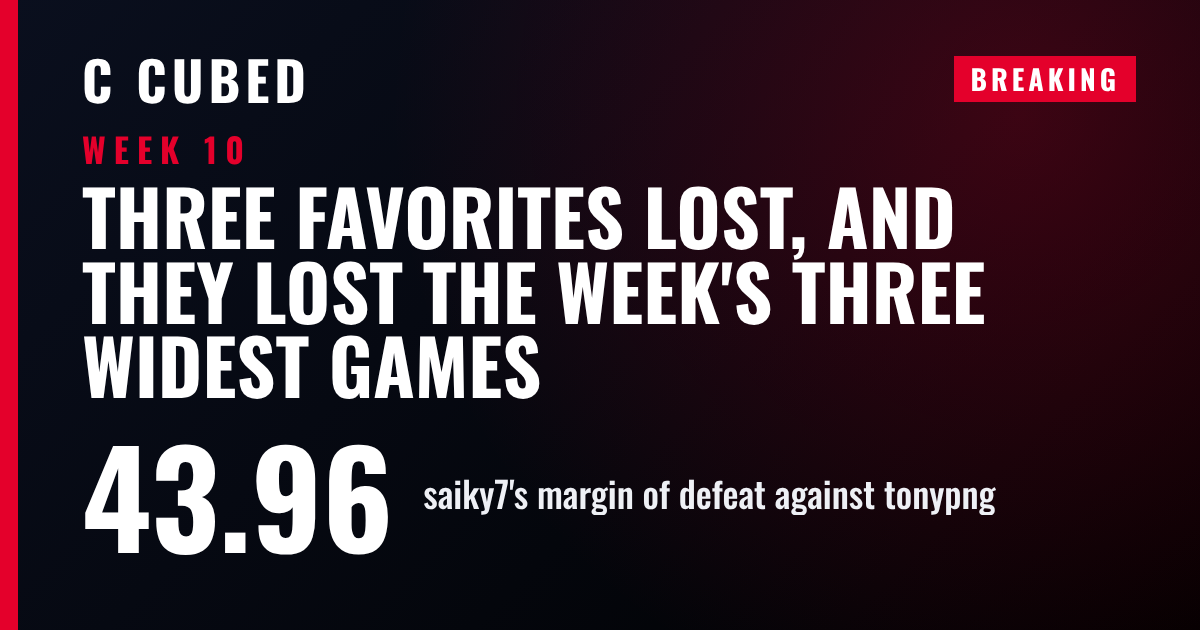 C CUBED
BREAKING
WEEK 10
THREE FAVORITES LOST, AND
THEY LOST THE WEEK'S THREE
WIDEST GAMES
43.96
saiky7's margin of defeat against tonypng